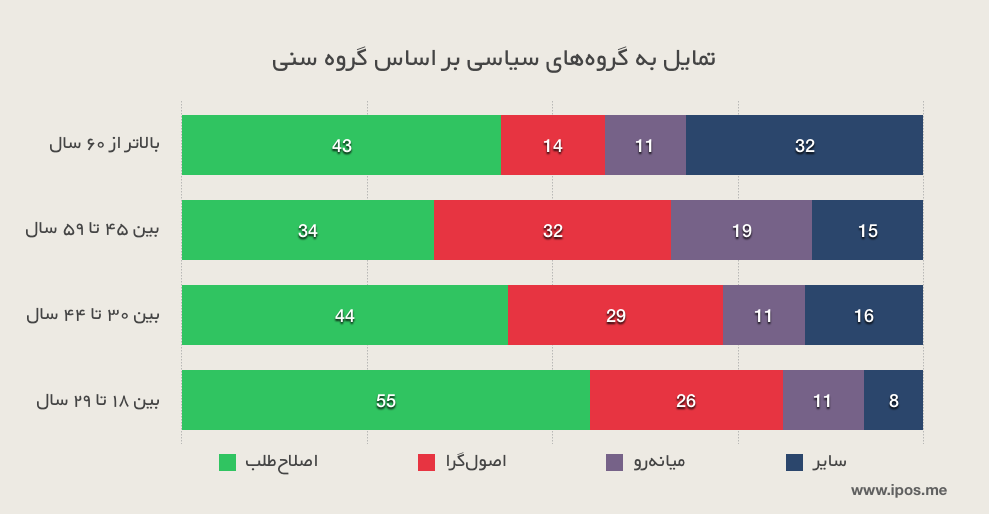 تمایل به گروه‌های سیاسی بر اساس گروه سنی
بالاتر از ۶۰ سال 43 14 11 32
بین ۴۵ تا ۵۹ سال 34 32 19 15
بین ۳۰ تا ۴۴ سال 44 29 11 16
بین ۱۸ تا ۲۹ سال 55 26 11 8
اصلاح‌طلب اصول‌گرا میانه‌رو سایر
www.ipos.me